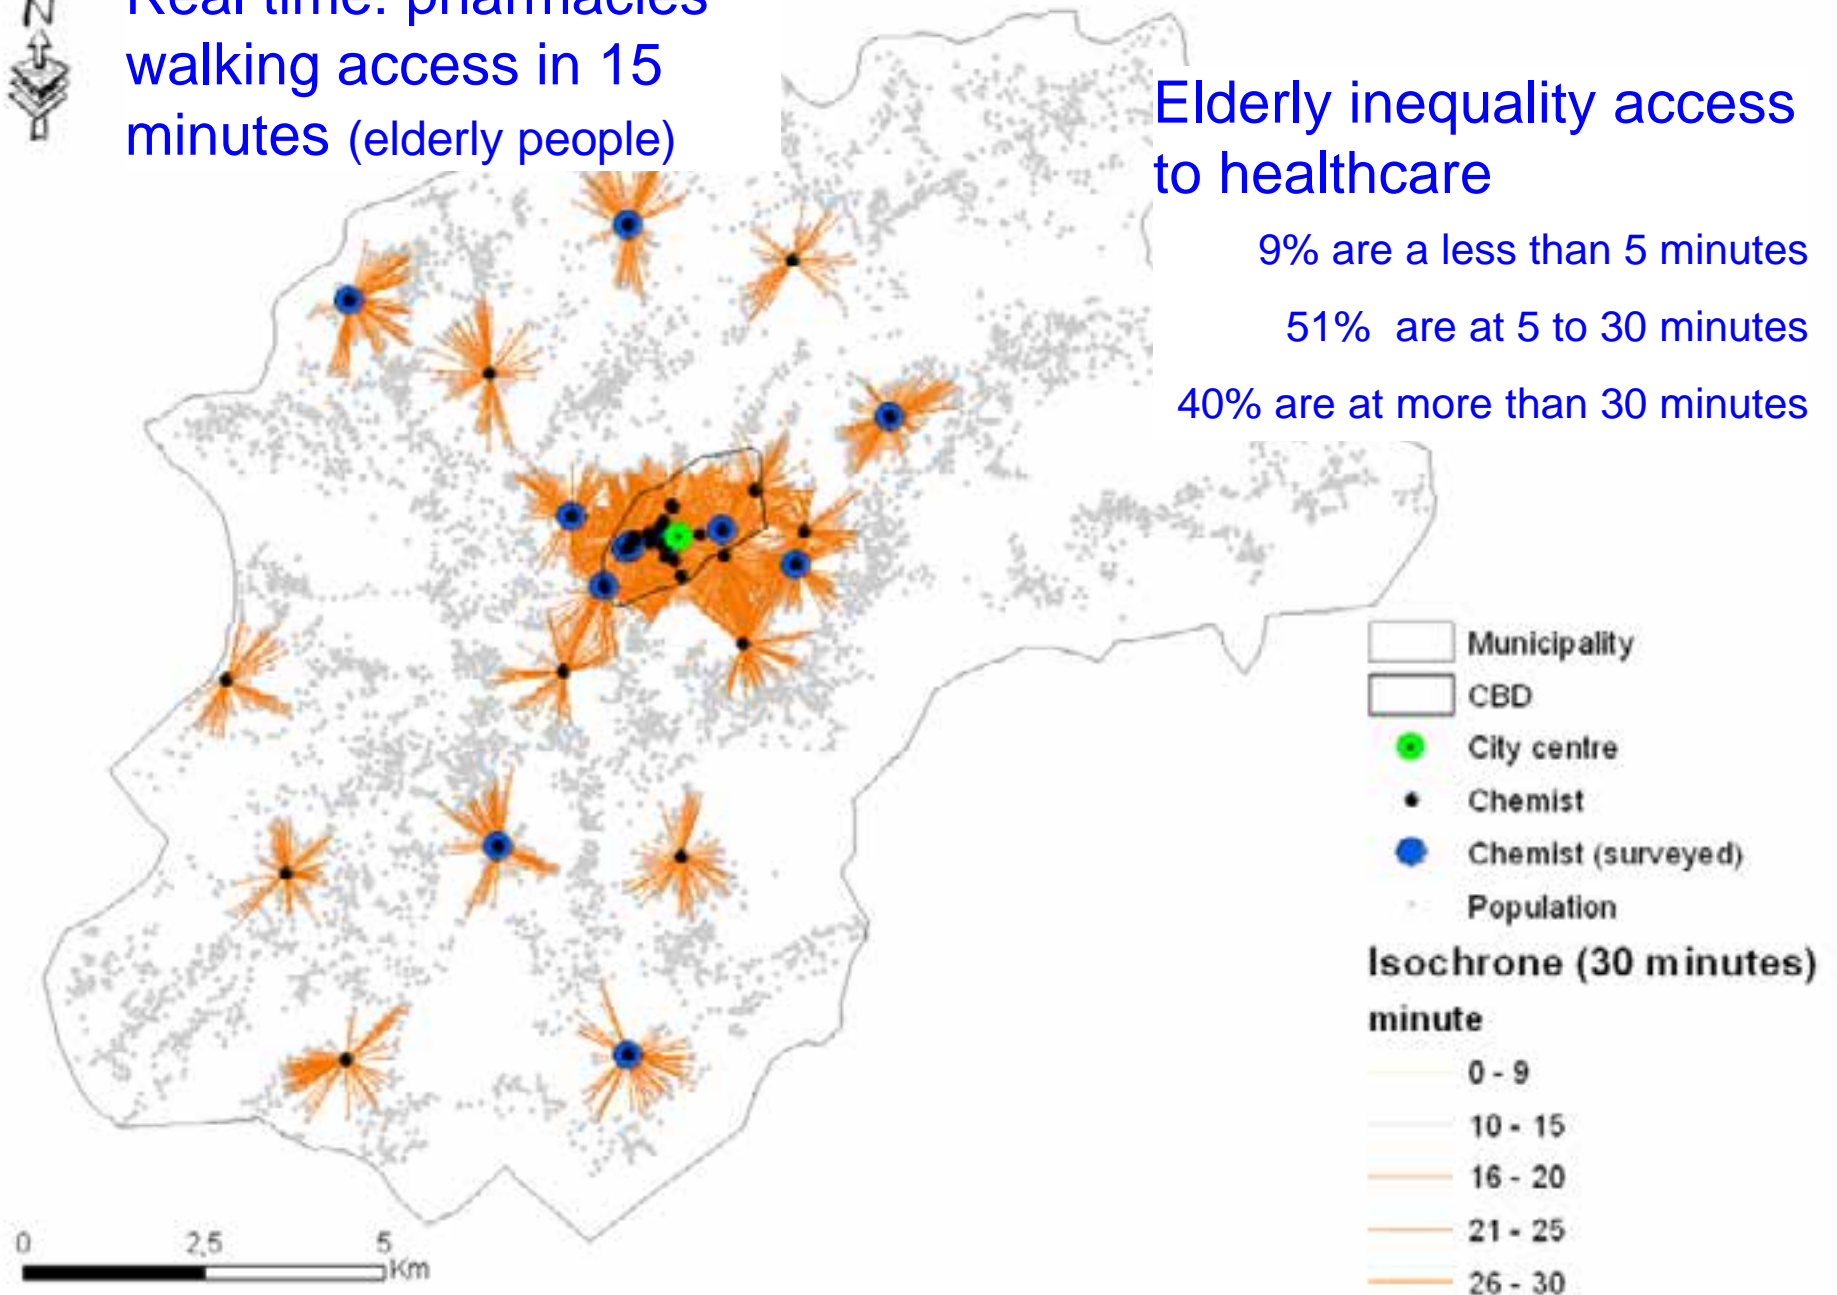 N
Real time: pharmacies
walking access in 15
minutes (elderly people)
Elderly inequality access
to healthcare
9% are a less than 5 minutes
51% are at 5 to 30 minutes
40% are at more than 30 minutes
Municipality
CBD
City centre
Chemist
Chemist (surveyed)
Population
Isochrone (30 minutes)
minute
0 - 9
10 - 15
16 - 20
21 - 25
26 - 30
0 2,5 5
Km